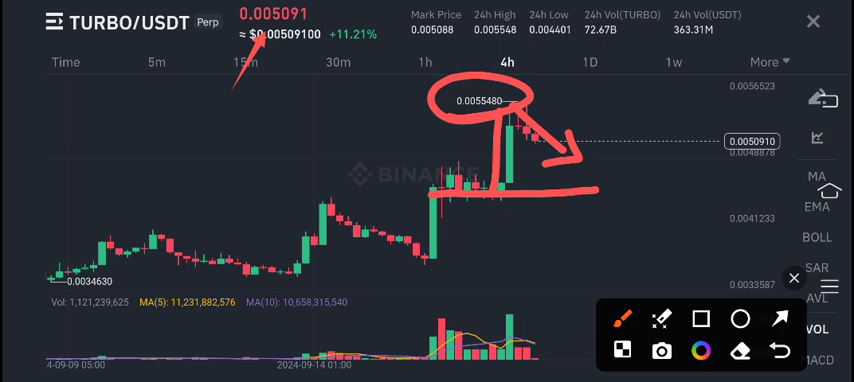 TURBO/USDT Perp
0.005091
≈ $0.00509100 +11.21%
Mark Price 24h High 24h Low 24h Vol(TURBO) 24h Vol(USDT)
0.005088 0.005548 0.004401 72.67B 363.31M
Time 5m 15m 30m 1h 4h 1D 1w More
0.0056523
0.0055480
0.0050910
0.0048878
BINANCE
MA
EMA
0.0041233
BOLL
SAR
0.0034630
0.0033587
AVL
Vol: 1,121,239,625 MA(5): 11,231,882,576 MA(10): 10,658,315,540
VOL
MACD
4-09-09 05:00 2024-09-14 01:00